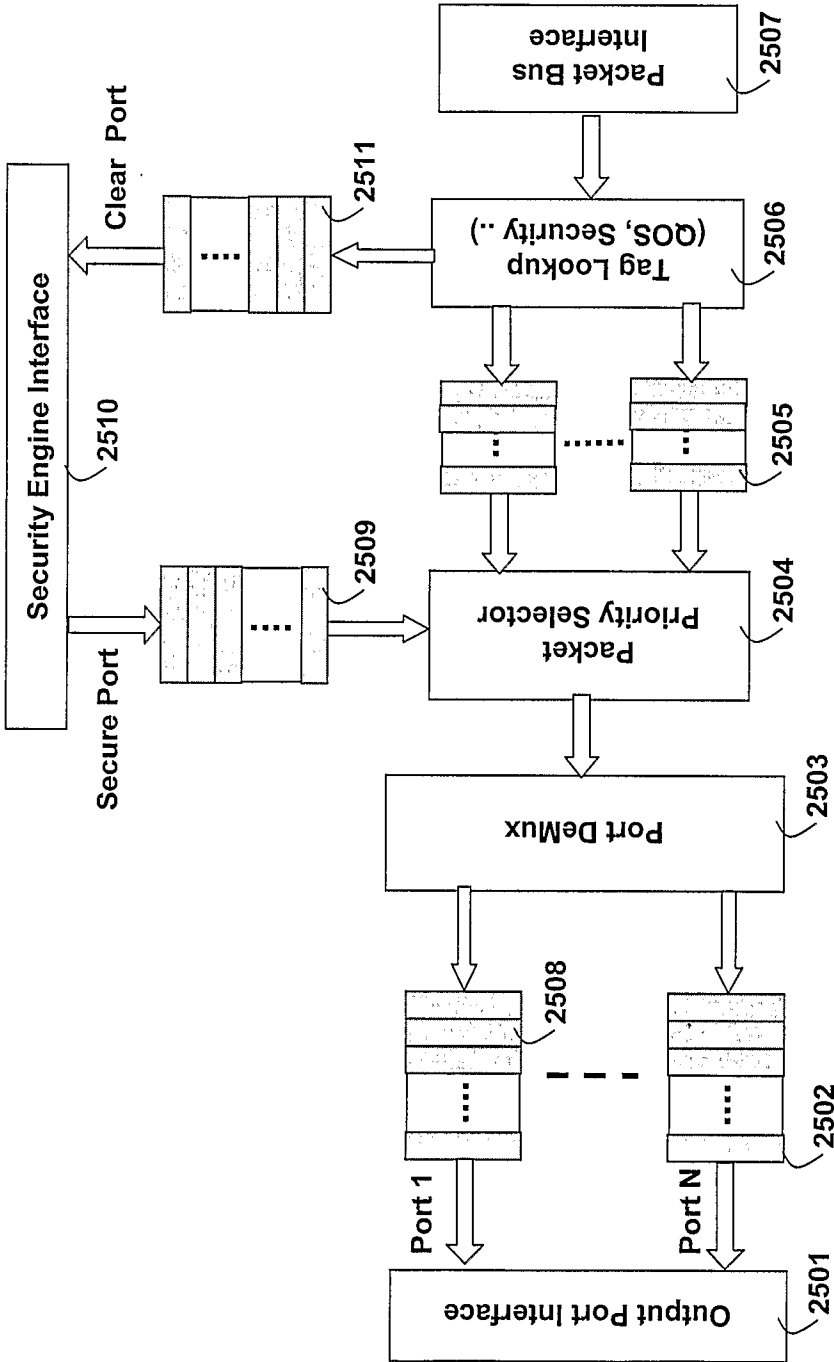 Security Engine Interface
2510
Secure Port
Clear Port
2509
2511
Output Port Interface
2501
Port 1
Port N
2508
2502
Port DeMux
2503
Packet
Priority Selector
2504
2505
Tag Lookup
(QOS, Security ..)
2506
Packet Bus
Interface
2507